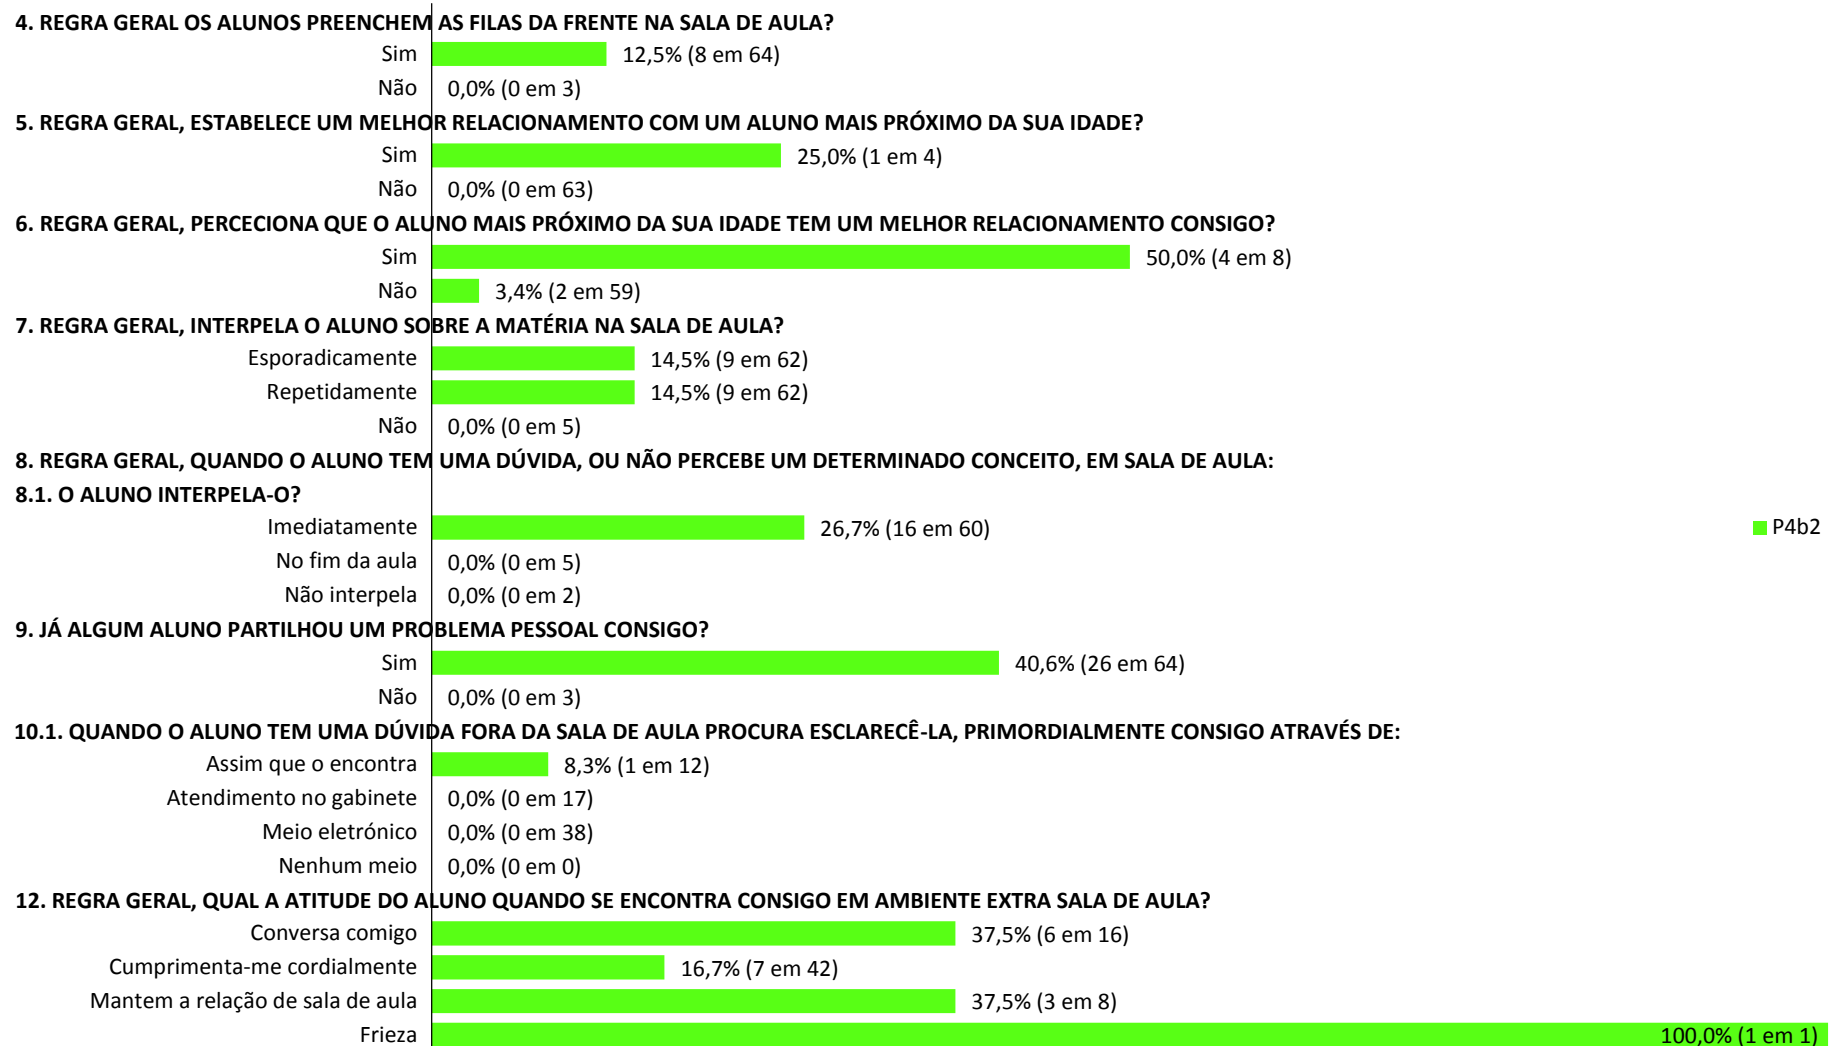 4. REGRA GERAL OS ALUNOS PREENCHEM AS FILAS DA FRENTE NA SALA DE AULA?
Sim 12,5% (8 em 64)
Não 0,0% (0 em 3)
5. REGRA GERAL, ESTABELECE UM MELHOR RELACIONAMENTO COM UM ALUNO MAIS PRÓXIMO DA SUA IDADE?
Sim 25,0% (1 em 4)
Não 0,0% (0 em 63)
6. REGRA GERAL, PERCECIONA QUE O ALUNO MAIS PRÓXIMO DA SUA IDADE TEM UM MELHOR RELACIONAMENTO CONSIGO?
Sim 50,0% (4 em 8)
Não 3,4% (2 em 59)
7. REGRA GERAL, INTERPELA O ALUNO SOBRE A MATÉRIA NA SALA DE AULA?
Esporadicamente 14,5% (9 em 62)
Repetidamente 14,5% (9 em 62)
Não 0,0% (0 em 5)
8. REGRA GERAL, QUANDO O ALUNO TEM UMA DÚVIDA, OU NÃO PERCEBE UM DETERMINADO CONCEITO, EM SALA DE AULA:
8.1. O ALUNO INTERPELA-O?
Imediatamente 26,7% (16 em 60) P4b2
No fim da aula 0,0% (0 em 5)
Não interpela 0,0% (0 em 2)
9. JÁ ALGUM ALUNO PARTILHOU UM PROBLEMA PESSOAL CONSIGO?
Sim 40,6% (26 em 64)
Não 0,0% (0 em 3)
10.1. QUANDO O ALUNO TEM UMA DÚVIDA FORA DA SALA DE AULA PROCURA ESCLARECÊ-LA, PRIMORDIALMENTE CONSIGO ATRAVÉS DE:
Assim que o encontra 8,3% (1 em 12)
Atendimento no gabinete 0,0% (0 em 17)
Meio eletrónico 0,0% (0 em 38)
Nenhum meio 0,0% (0 em 0)
12. REGRA GERAL, QUAL A ATITUDE DO ALUNO QUANDO SE ENCONTRA CONSIGO EM AMBIENTE EXTRA SALA DE AULA?
Conversa comigo 37,5% (6 em 16)
Cumprimenta-me cordialmente 16,7% (7 em 42)
Mantem a relação de sala de aula 37,5% (3 em 8)
Frieza 100,0% (1 em 1)